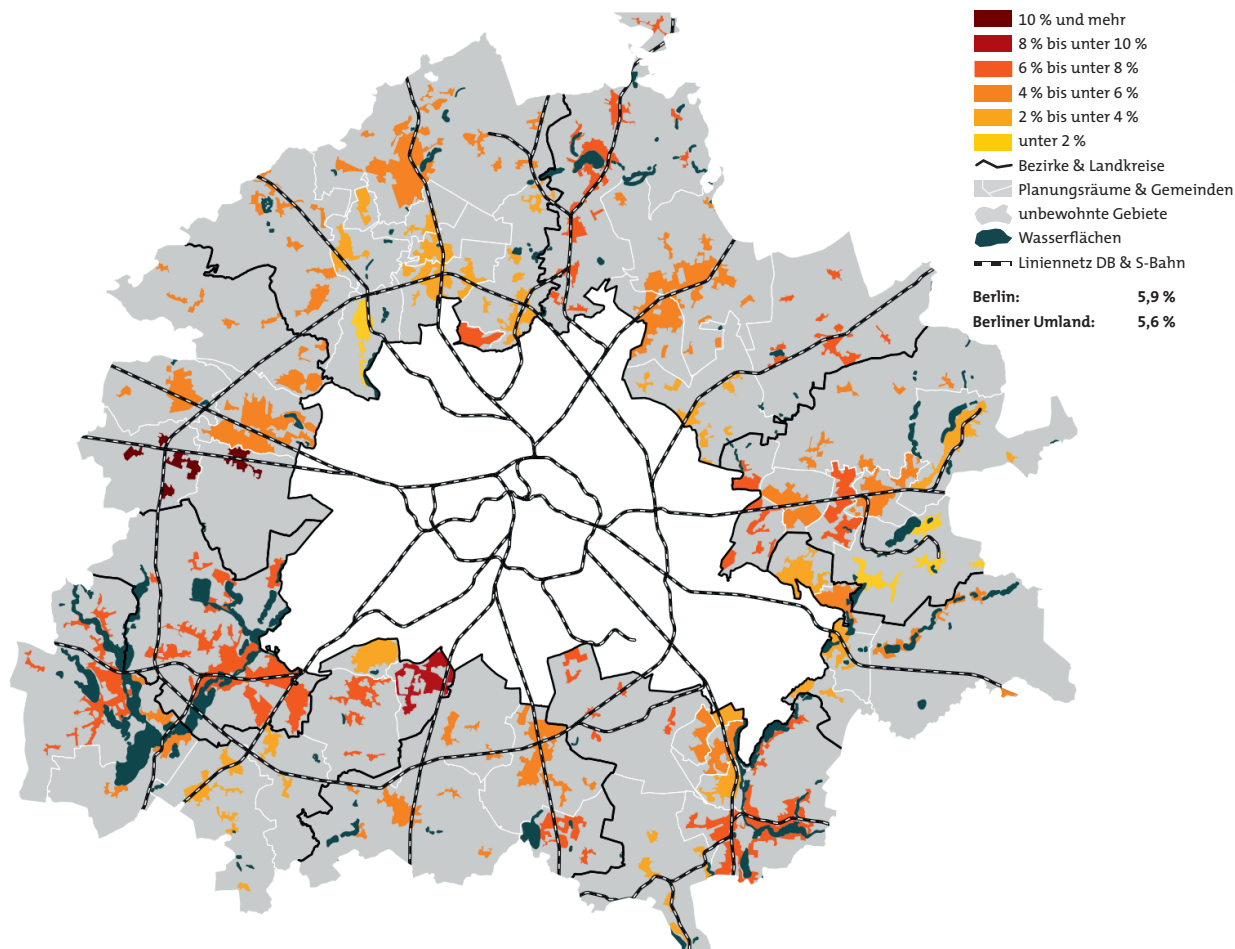 10 % und mehr
8 % bis unter 10 %
6 % bis unter 8 %
4 % bis unter 6 %
2 % bis unter 4 %
unter 2 %
Bezirke & Landkreise
Planungsräume & Gemeinden
unbewohnte Gebiete
Wasserflächen
Liniennetz DB & S-Bahn
Berlin: 5,9 %
Berliner Umland: 5,6 %